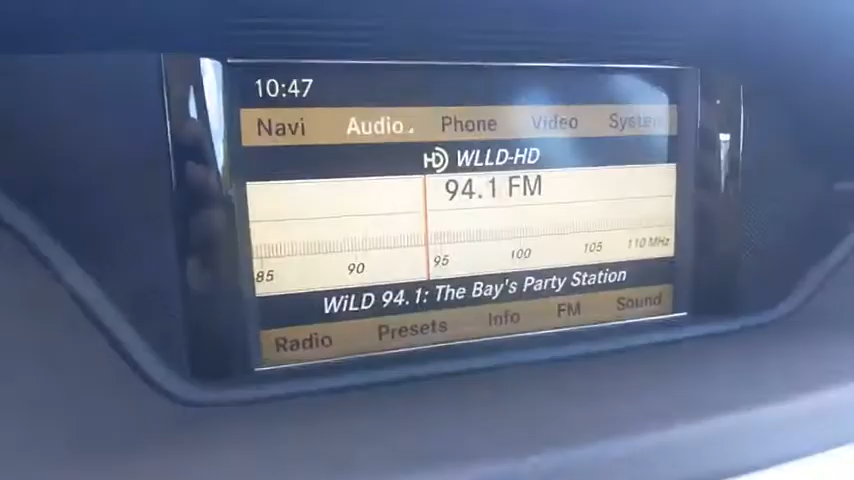 10:47
Navi Audio Phone Video System
HD WLLD-HD
94.1 FM
85 90 95 100 105 110 MHz
WiLD 94.1: The Bay's Party Station
Radio Presets Info FM Sound